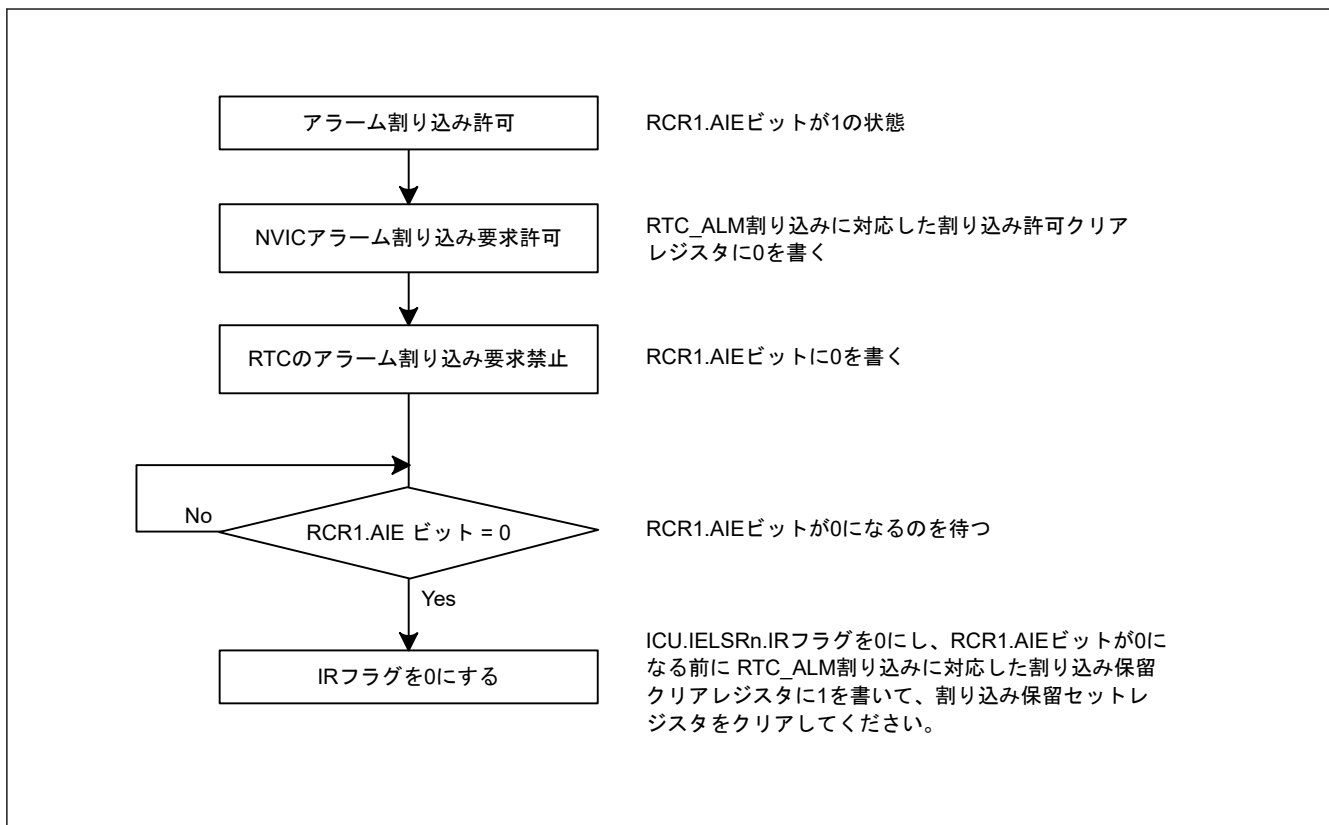 アラーム割り込み許可
RCR1.AIEビットが1の状態
NVICアラーム割り込み要求許可
RTC_ALM割り込みに対応した割り込み許可クリア
レジスタに0を書く
RTCのアラーム割り込み要求禁止
RCR1.AIEビットに0を書く
No
RCR1.AIE ビット = 0
RCR1.AIEビットが0になるのを待つ
Yes
IRフラグを0にする
ICU.IELSRn.IRフラグを0にし、RCR1.AIEビットが0に
なる前に RTC_ALM割り込みに対応した割り込み保留
クリアレジスタに1を書いて、割り込み保留セットレ
ジスタをクリアしてください。